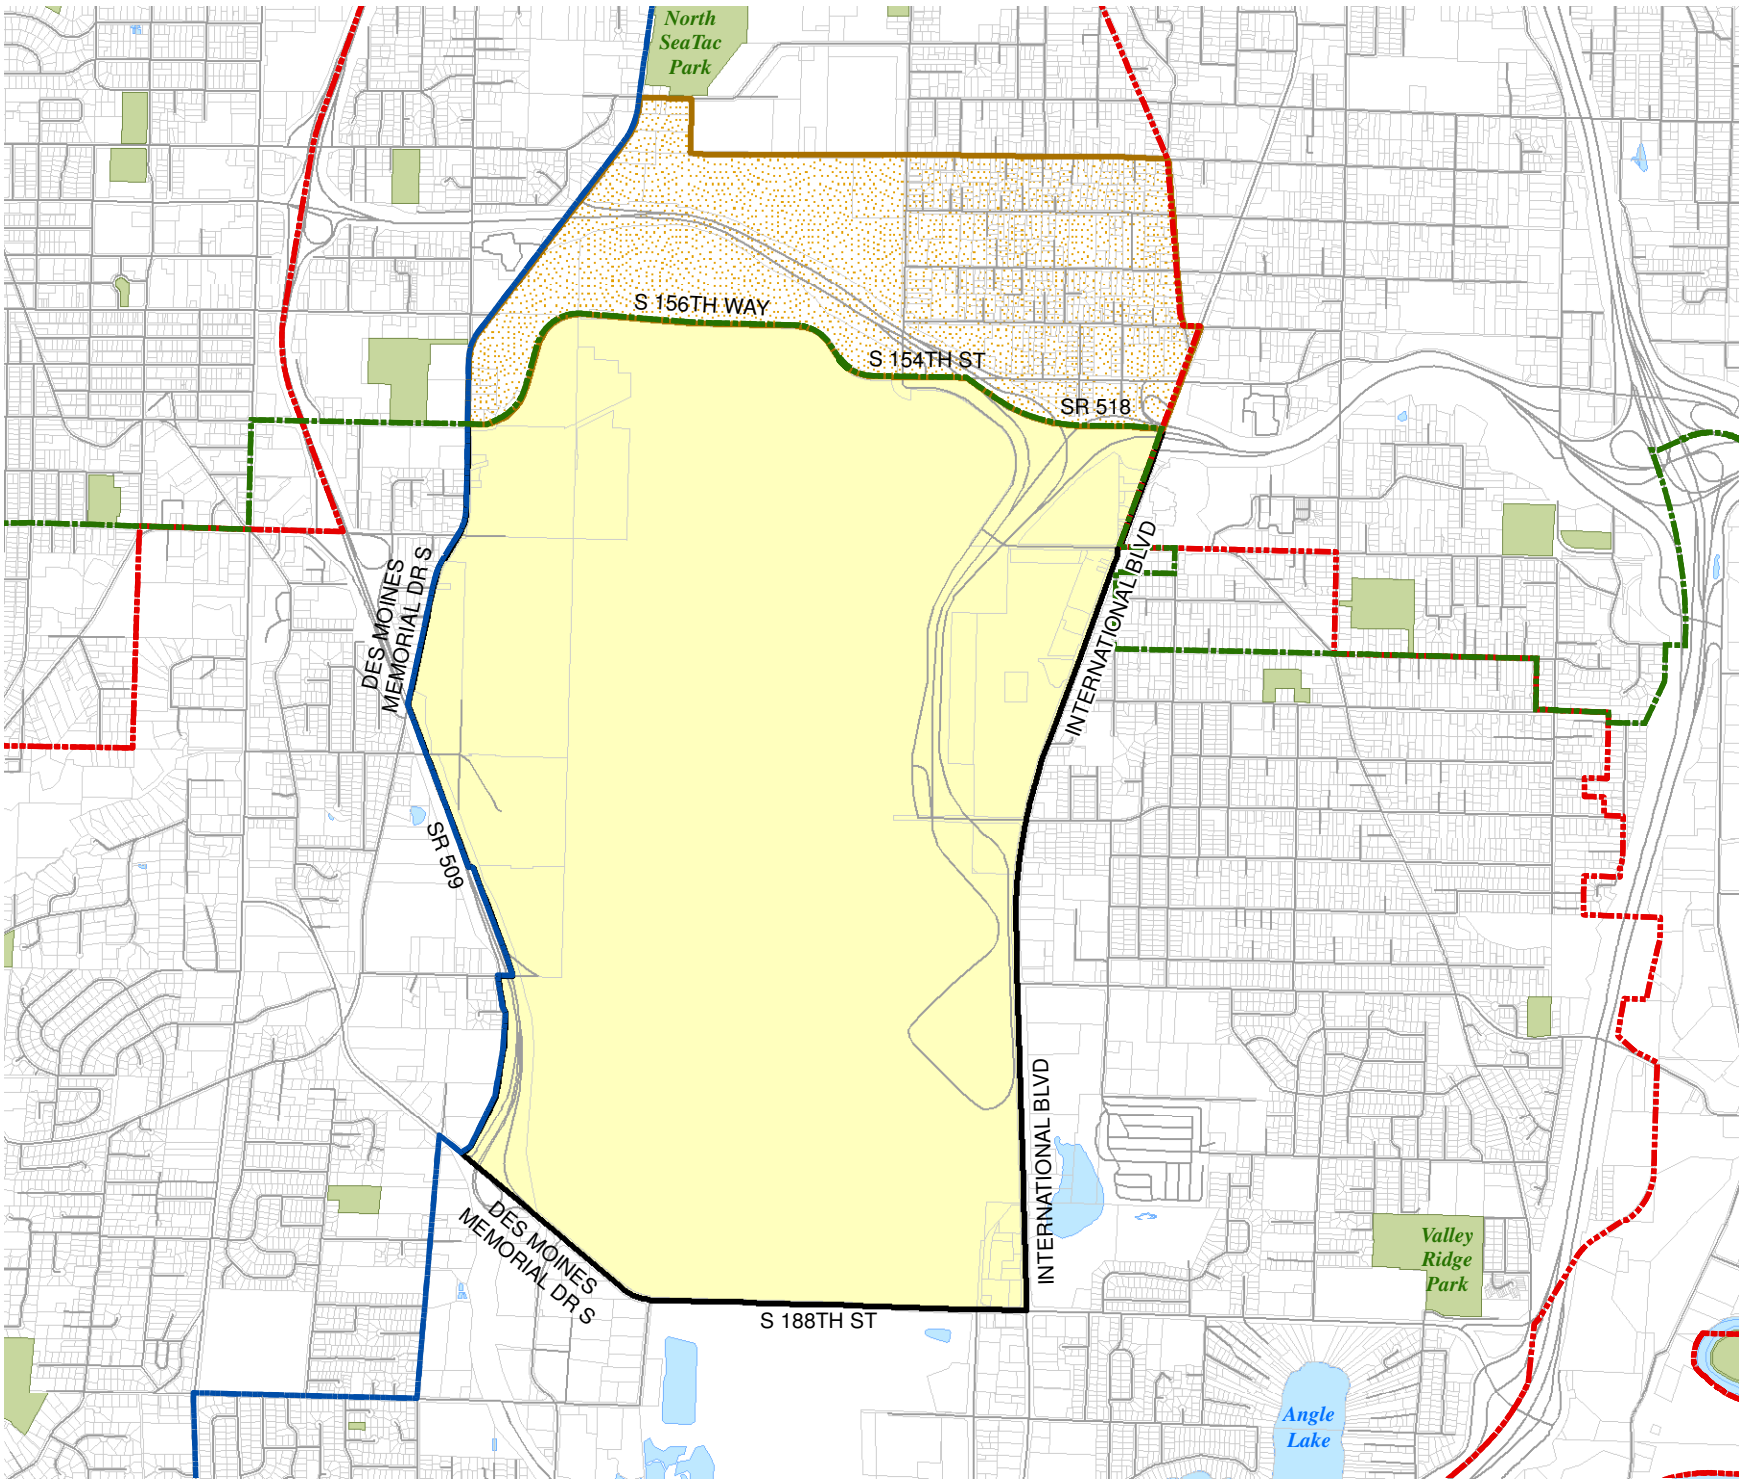 North
SeaTac
Park
S 156TH WAY
S 154TH ST
SR 518
DES MOINES
MEMORIAL DR S
INTERNATIONAL BLVD
SR 509
INTERNATIONAL BLVD
DES MOINES
MEMORIAL DR S
Valley
Ridge
Park
S 188TH ST
Angle
Lake